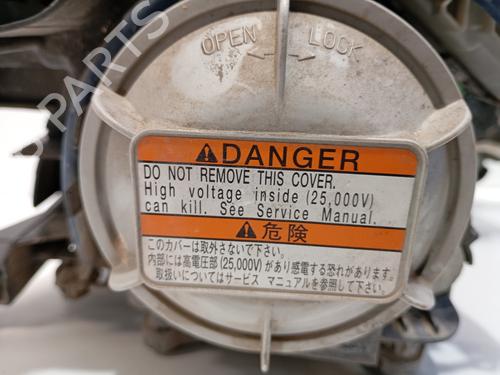 OPEN LOCK
DANGER
DO NOT REMOVE THIS COVER.
High voltage inside (25,000V)
can kill. See Service Manual.
危険
このカバーは取外さないで下さい。
内部には高電圧部(25,000V)があり感電する恐れがあります。
取扱いについてはサービス マニュアルを参照して下さい。